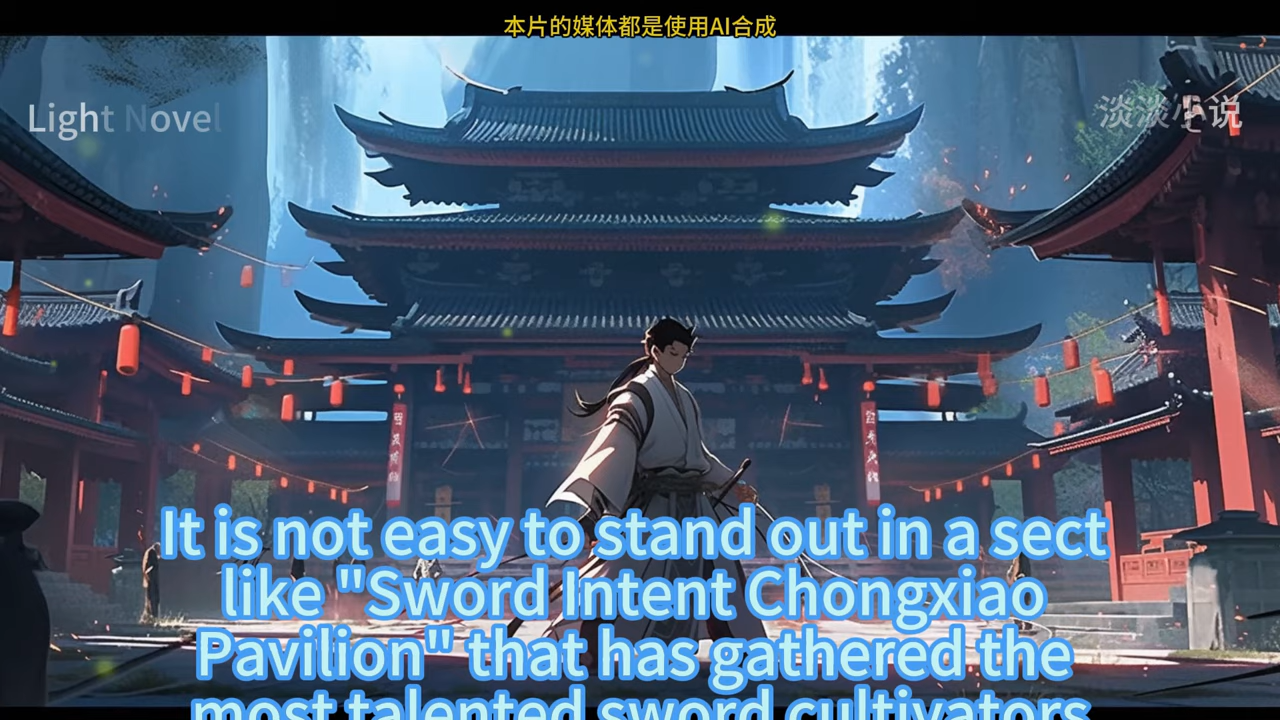 本片的媒体都是使用AI合成
Light Novel
淡淡小说
It is not easy to stand out in a sect
like "Sword Intent Chongxiao
Pavilion" that has gathered the
most talented sword cultivators